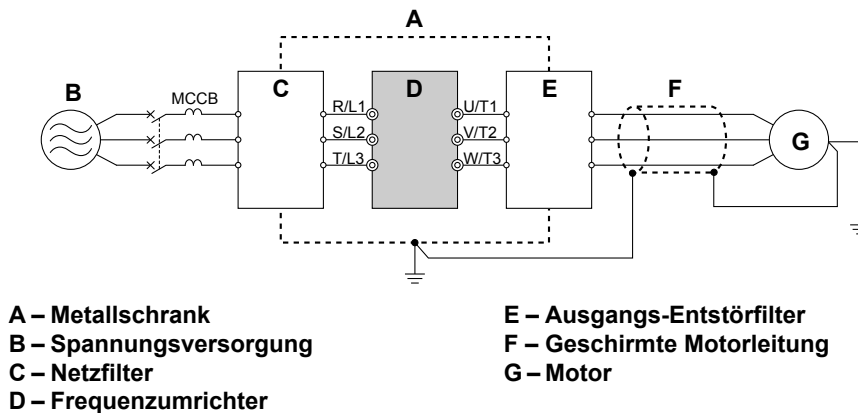 A
B
MCCB
C
R/L1
S/L2
T/L3
D
U/T1
V/T2
W/T3
E
F
G
A – Metallschrank
B – Spannungsversorgung
C – Netzfilter
D – Frequenzumrichter
E – Ausgangs-Entstörfilter
F – Geschirmte Motorleitung
G – Motor